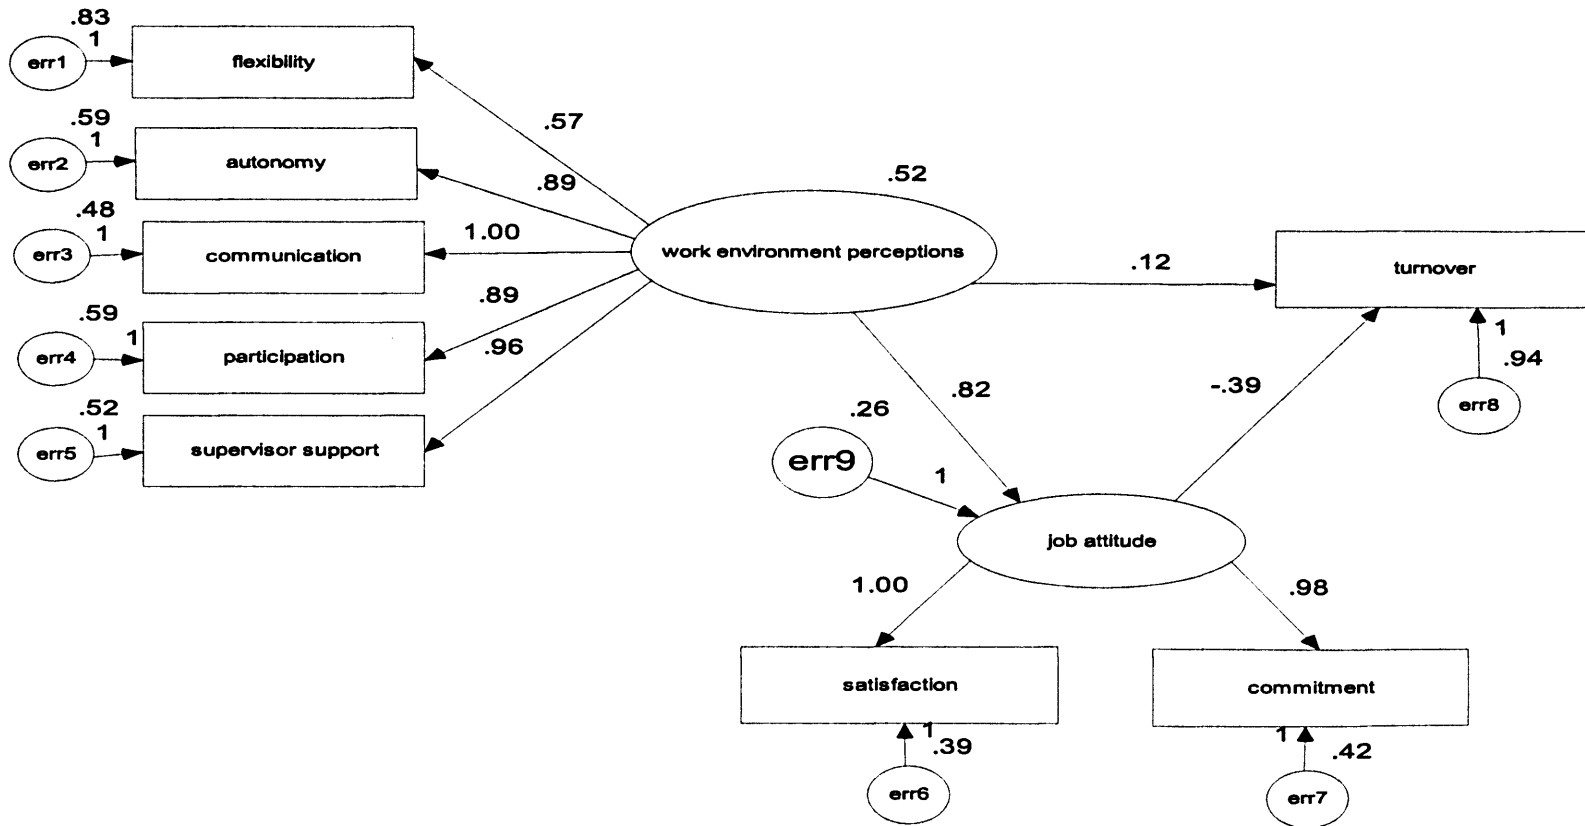 .83
1
err1
flexibility
.57
.59
1
err2
autonomy
.89
.52
.48
1
err3
communication
1.00
work environment perceptions
.12
turnover
.59
1
err4
participation
.89
.96
.82
-.39
1
.94
err8
.52
1
err5
supervisor support
.26
err9
1
job attitude
1.00
.98
satisfaction
commitment
1
.39
err6
1
.42
err7